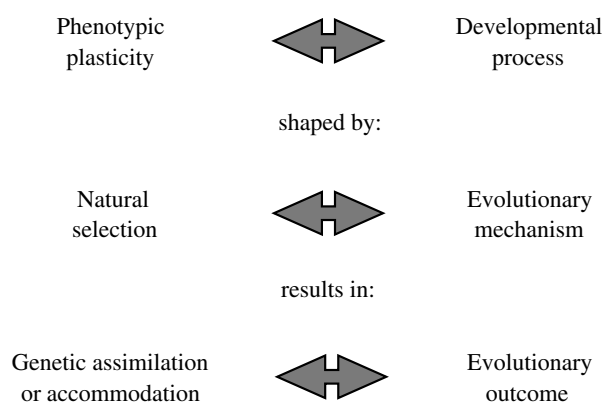 Phenotypic
plasticity
Developmental
process
shaped by:
Natural
selection
Evolutionary
mechanism
results in:
Genetic assimilation
or accommodation
Evolutionary
outcome